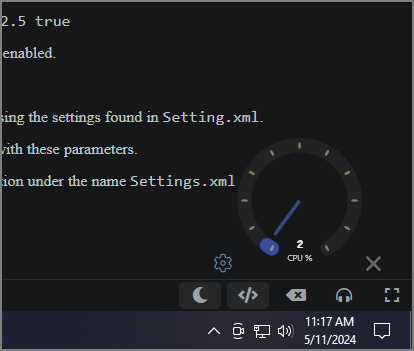 2.5 true
enabled.
sing the settings found in Setting.xml.
with these parameters.
tion under the name Settings.xml
2
CPU %
11:17 AM
5/11/2024